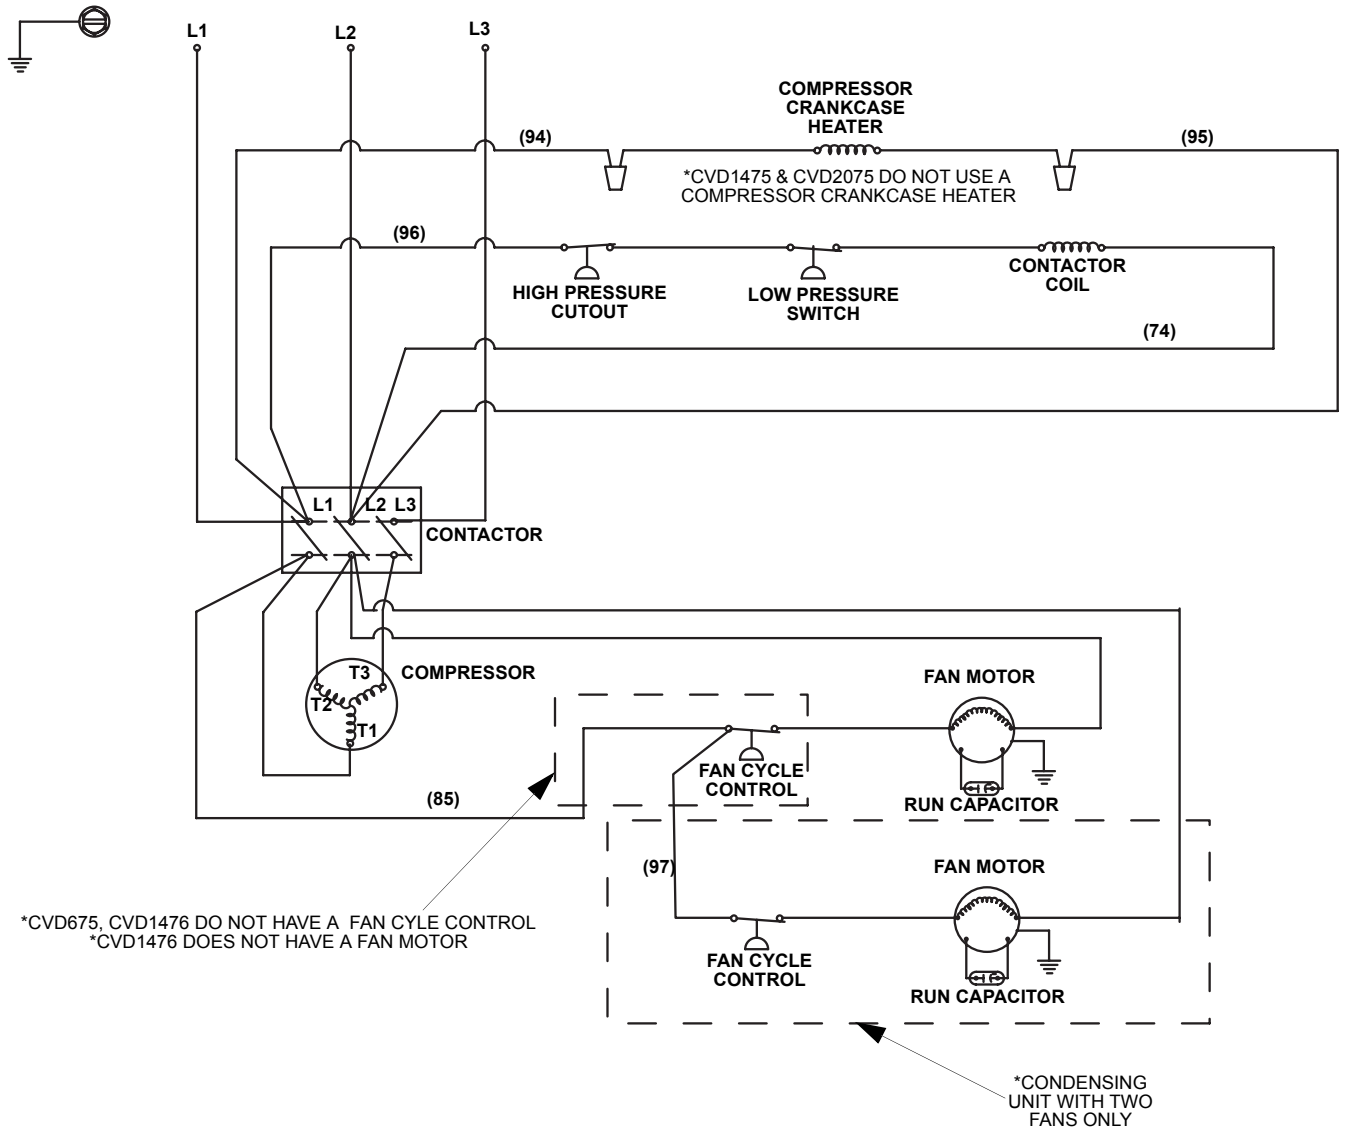 L1
L2
L3
COMPRESSOR
CRANKCASE
HEATER
(94)
(95)
*CVD1475 & CVD2075 DO NOT USE A
COMPRESSOR CRANKCASE HEATER
(96)
HIGH PRESSURE
CUTOUT
LOW PRESSURE
SWITCH
CONTACTOR
COIL
(74)
L1
L2
L3
CONTACTOR
COMPRESSOR
T3
T2
T1
FAN MOTOR
FAN CYCLE
CONTROL
RUN CAPACITOR
(85)
(97)
FAN MOTOR
*CVD675, CVD1476 DO NOT HAVE A FAN CYLE CONTROL
*CVD1476 DOES NOT HAVE A FAN MOTOR
FAN CYCLE
CONTROL
RUN CAPACITOR
*CONDENSING
UNIT WITH TWO
FANS ONLY